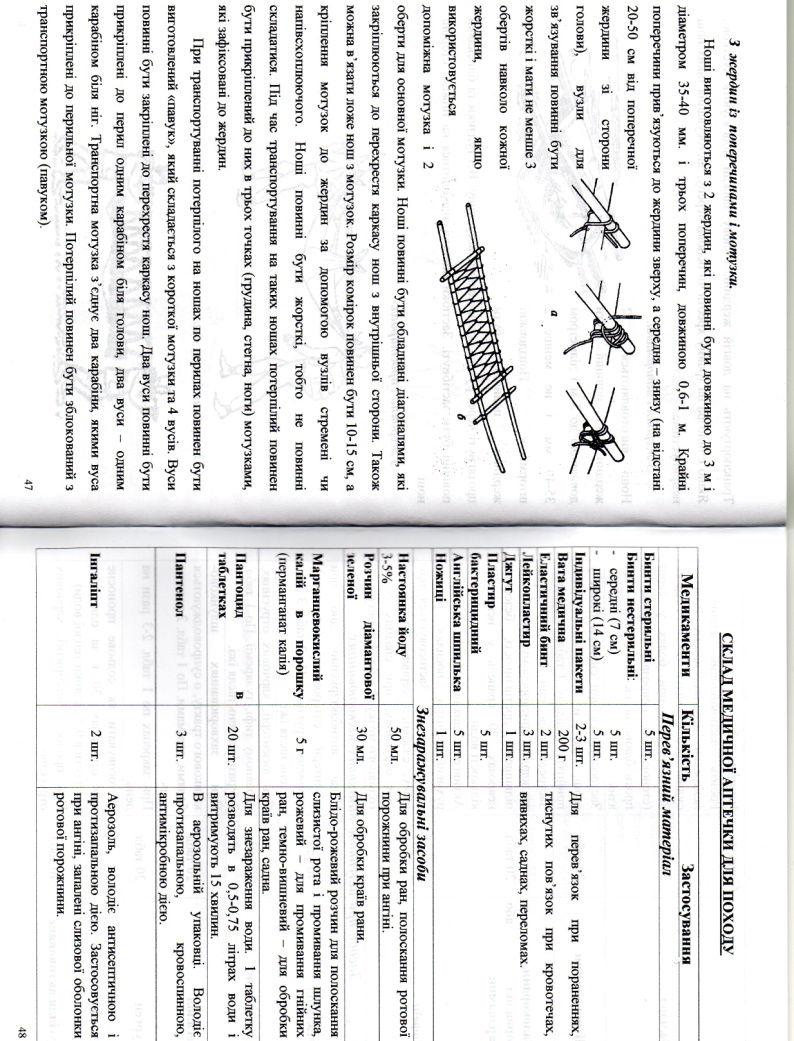 З жердин із поперечинами і мотузки.
Ноші виготовляються з 2 жердин, які повинні бути довжиною до 3 м і
діаметром 35-40 мм. і трьох поперечин, довжиною 0,6-1 м. Крайні
поперечини прив’язуються до жердини зверху, а середня – знизу (на відстані
20-50 см від поперечної
жердини зі сторони
голови), вузли для
зв’язування повинні бути
жорсткі і мати не менше 3
обертів навколо кожної
жердини, якщо
використовується
допоміжна мотузка і 2
а
в
оберти для основної мотузки. Ноші повинні бути обладнані діагоналями, які
закріплюються до перехрестя каркасу нош з внутрішньої сторони. Також
можна в’язати ложе нош з мотузок. Розмір комірок повинен бути 10-15 см, а
кріплення мотузок до жердин за допомогою вузлів стремені чи
напівсхоплюючого. Ноші повинні бути жорсткі, тобто не повинні
складатися. Під час транспортування на таких ношах потерпілий повинен
бути прикріплений до них в трьох точках (грудина, стегна, ноги) мотузками,
які зафіксовані до жердин.
При транспортуванні потерпілого на ношах по перилах повинен бути
виготовлений «павук», який складається з короткої мотузки та 4 вусів. Вуси
повинні бути закріплені до перехрестя каркасу нош. Два вуси повинні бути
прикріплені до перил одним карабіном біля голови, два вуси – одним
карабіном біля ніг. Транспортна мотузка з’єднує два карабіни, якими вуса
прикріплені до перильної мотузки. Потерпілий повинен бути зблокований з
транспортною мотузкою (павуком).
47
СКЛАД МЕДИЧНОЇ АПТЕЧКИ ДЛЯ ПОХОДУ
Медикаменти Кількість Застосування
Перев’язний матеріал
Бинти стерильні 5 шт.
Бинти нестерильні:
- середні (7 см) 5 шт.
- широкі (14 см) 5 шт.
Індивідуальні пакети 2-3 шт.
Вата медична 200 г
Еластичний бинт 2 шт.
Лейкопластир 3 шт.
Джгут 1 шт.
Пластир
бактерицидний 5 шт.
Англійська шпилька 5 шт.
Ножиці 1 шт.
Для перев’язок при пораненнях,
тиснутих пов’язок при кровотечах,
вивихах, саднах, переломах.
Знезаражувальні засоби
Настоянка йоду
3-5%
50 мл.
Для обробки ран, полоскання ротової
порожнини при ангіні.
Розчин діамантової
зеленої
30 мл.
Для обробки країв рани.
Марганцевокислий
калій в порошку
(перманганат калія)
5 г
Блідо-рожевий розчин для полоскання
слизистої рота і промивання шлунка,
рожевий – для промивання гнійних
ран, темно-вишневий – для обробки
країв ран, садна.
Пантоцид в
таблетках
20 шт.
Для знезараження води. 1 таблетку
розводять в 0,5-0,75 літрах води і
витримують 15 хвилин.
Пантенол
3 шт.
В аерозольній упаковці. Володіє
протизапальною, кровоспинною,
антимікробною дією.
Інгаліпт
2 шт.
Аерозоль, володіє антисептичною і
протизапальною дією. Застосовується
при ангіні, запалені слизової оболонки
ротової порожнини.
48